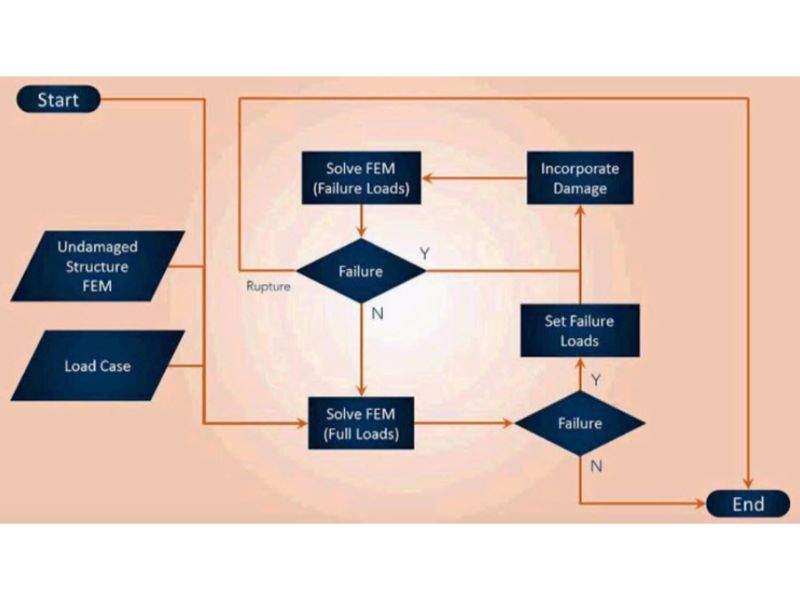 Start
Solve FEM
(Failure Loads)
Incorporate
Damage
Undamaged
Structure
FEM
Failure
Y
Rupture
N
Set Failure
Loads
Load Case
Y
Solve FEM
(Full Loads)
Failure
N
End